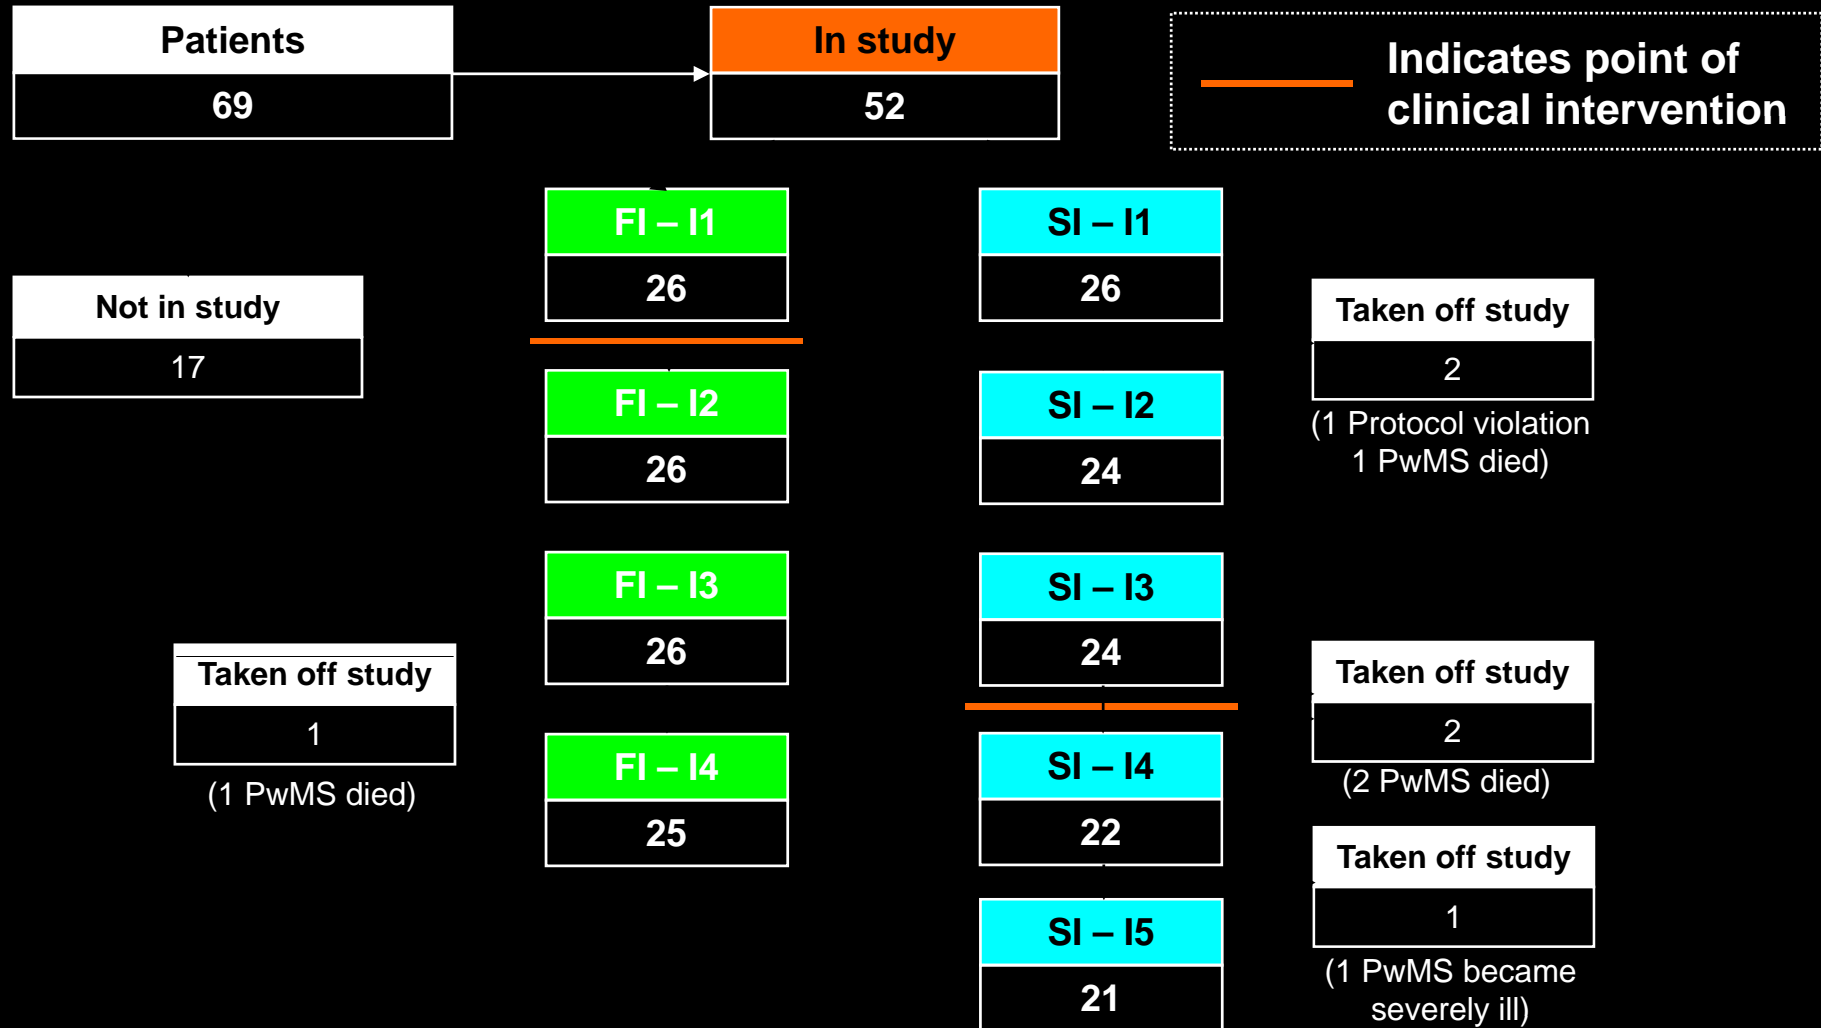 Patients
69
In study
52
Indicates point of
clinical intervention
FI – I1
26
SI – I1
26
Not in study
17
Taken off study
2
(1 Protocol violation
1 PwMS died)
FI – I2
26
SI – I2
24
FI – I3
26
SI – I3
24
Taken off study
1
(1 PwMS died)
Taken off study
2
(2 PwMS died)
FI – I4
25
SI – I4
22
Taken off study
1
(1 PwMS became
severely ill)
SI – I5
21